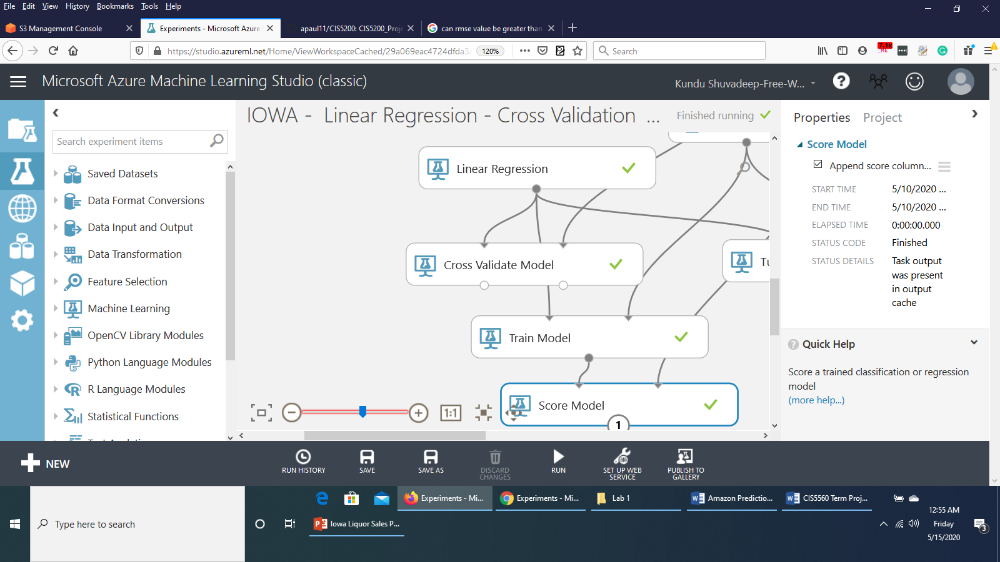 File Edit View History Bookmarks Tools Help
S3 Management Console
Experiments - Microsoft Azure
apaul11/CIS5200: CIS5200_Proje
can rmse value be greater than
https://studio.azureml.net/Home/ViewWorkspaceCached/29a069eac4724dfda3
120%
Search
7.1k
ME
Microsoft Azure Machine Learning Studio (classic)
Kundu Shuvadeep-Free-W...
IOWA - Linear Regression - Cross Validation ...
Finished running
Search experiment items
Saved Datasets
Data Format Conversions
Data Input and Output
Data Transformation
Feature Selection
Machine Learning
OpenCV Library Modules
Python Language Modules
R Language Modules
Statistical Functions
Linear Regression
Cross Validate Model
Tu
Train Model
Score Model
1
1:1
Properties Project
Score Model
Append score column...
START TIME 5/10/2020 ...
END TIME 5/10/2020 ...
ELAPSED TIME 0:00:00.000
STATUS CODE Finished
STATUS DETAILS Task output
was present
in output
cache
Quick Help
Score a trained classification or regression
model
(more help...)
NEW
RUN HISTORY
SAVE
SAVE AS
DISCARD
CHANGES
RUN
SET UP WEB
SERVICE
PUBLISH TO
GALLERY
Experiments - Mi...
Experiments - Mi...
Lab 1
Amazon Predictio...
CIS5560 Term Proj...
Type here to search
Iowa Liquor Sales P...
12:55 AM
Friday
5/15/2020
3